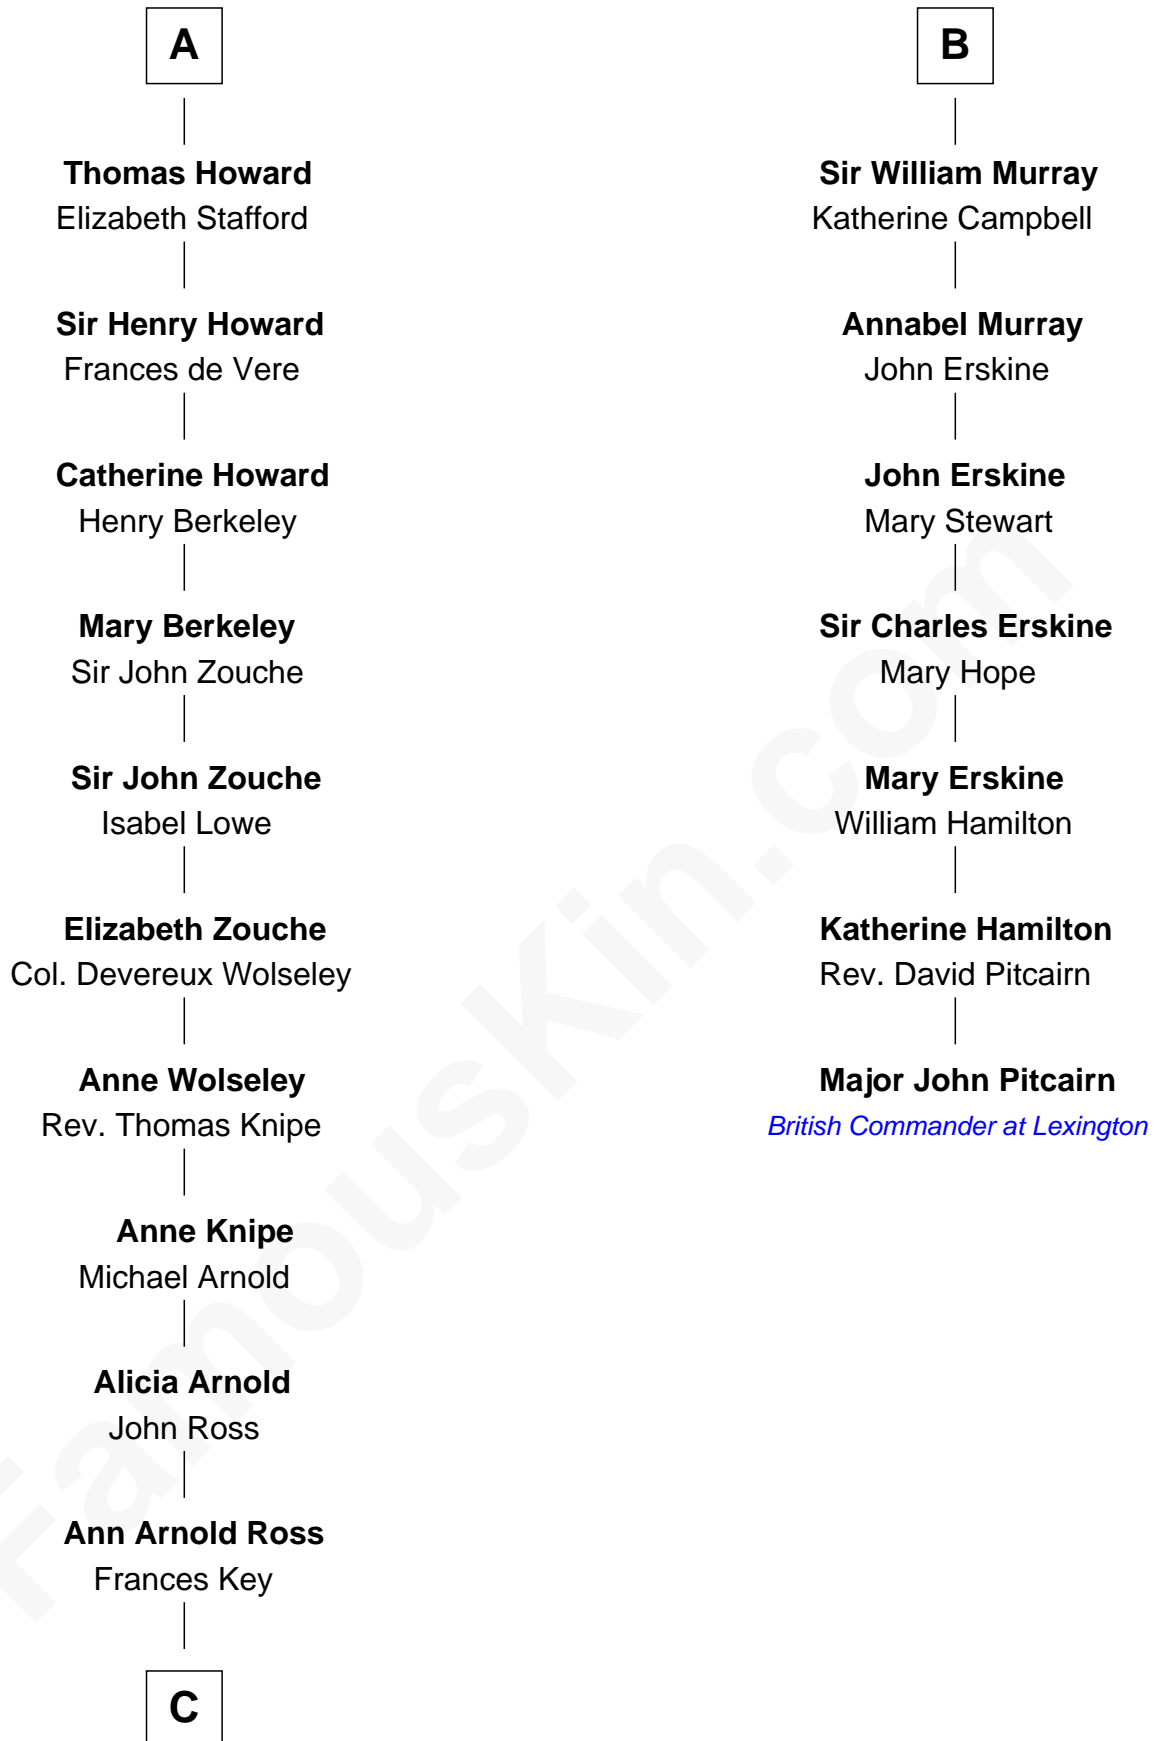 A
Thomas Howard
Elizabeth Stafford
Sir Henry Howard
Frances de Vere
Catherine Howard
Henry Berkeley
Mary Berkeley
Sir John Zouche
Sir John Zouche
Isabel Lowe
Elizabeth Zouche
Col. Devereux Wolseley
Anne Wolseley
Rev. Thomas Knipe
Anne Knipe
Michael Arnold
Alicia Arnold
John Ross
Ann Arnold Ross
Frances Key
C
B
Sir William Murray
Katherine Campbell
Annabel Murray
John Erskine
John Erskine
Mary Stewart
Sir Charles Erskine
Mary Hope
Mary Erskine
William Hamilton
Katherine Hamilton
Rev. David Pitcairn
Major John Pitcairn
British Commander at Lexington
FamousKin.com